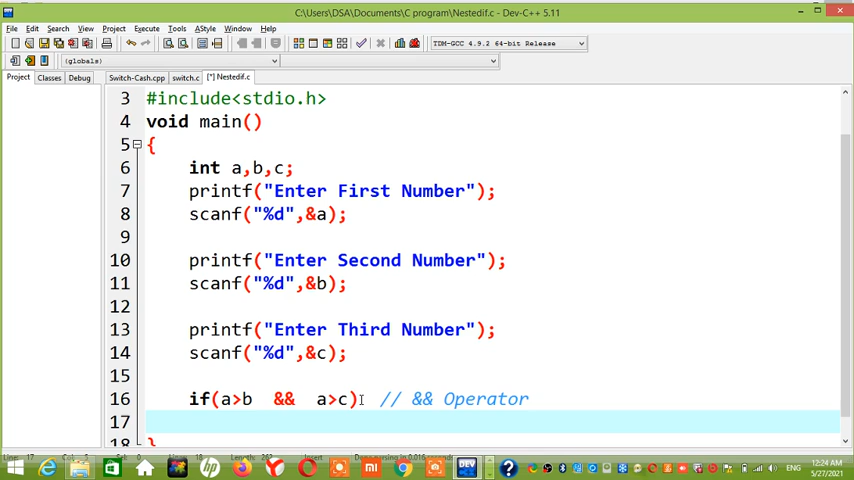 C:\Users\DSA\Documents\C program\Nestedif.c - Dev-C++ 5.11
File Edit Search View Project Execute Tools AStyle Window Help
TDM-GCC 4.9.2 64-bit Release
(globals)
Project Classes Debug Switch-Cash.cpp switch.c [*] Nestedif.c
3 #include<stdio.h>
4 void main()
5 {
6 int a,b,c;
7 printf("Enter First Number");
8 scanf("%d",&a);
9
10 printf("Enter Second Number");
11 scanf("%d",&b);
12
13 printf("Enter Third Number");
14 scanf("%d",&c);
15
16 if(a>b && a>c) // && Operator
17
18 }
12:24 AM
ENG
5/27/2021